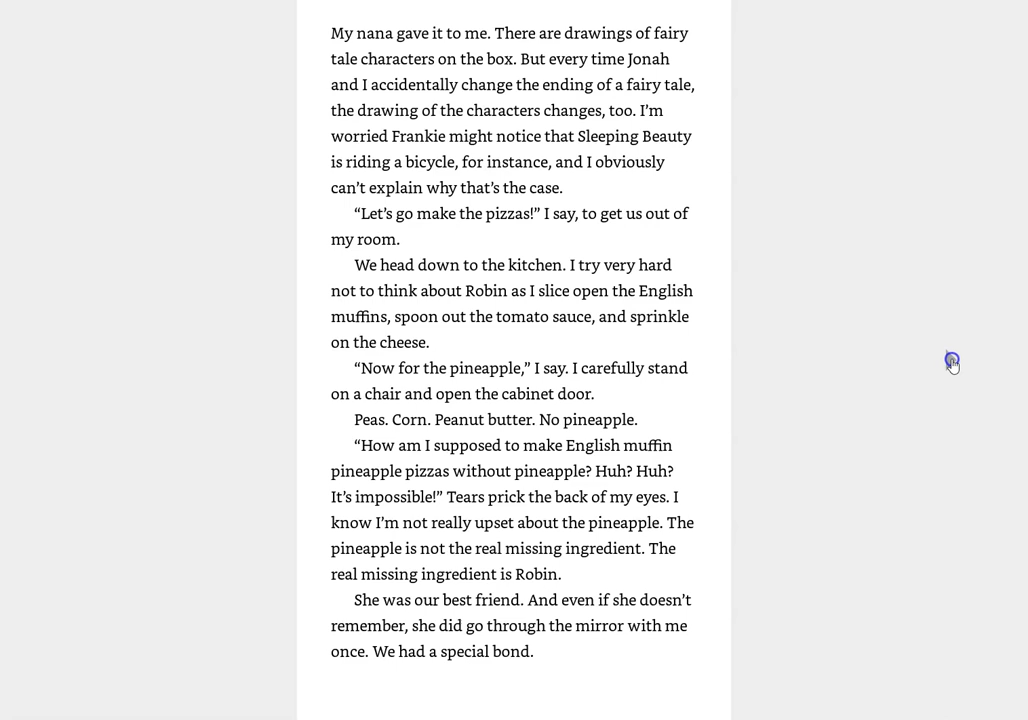 My nana gave it to me. There are drawings of fairy
tale characters on the box. But every time Jonah
and I accidentally change the ending of a fairy tale,
the drawing of the characters changes, too. I’m
worried Frankie might notice that Sleeping Beauty
is riding a bicycle, for instance, and I obviously
can’t explain why that’s the case.
“Let’s go make the pizzas!” I say, to get us out of
my room.
We head down to the kitchen. I try very hard
not to think about Robin as I slice open the English
muffins, spoon out the tomato sauce, and sprinkle
on the cheese.
“Now for the pineapple,” I say. I carefully stand
on a chair and open the cabinet door.
Peas. Corn. Peanut butter. No pineapple.
“How am I supposed to make English muffin
pineapple pizzas without pineapple? Huh? Huh?
It’s impossible!” Tears prick the back of my eyes. I
know I’m not really upset about the pineapple. The
pineapple is not the real missing ingredient. The
real missing ingredient is Robin.
She was our best friend. And even if she doesn’t
remember, she did go through the mirror with me
once. We had a special bond.